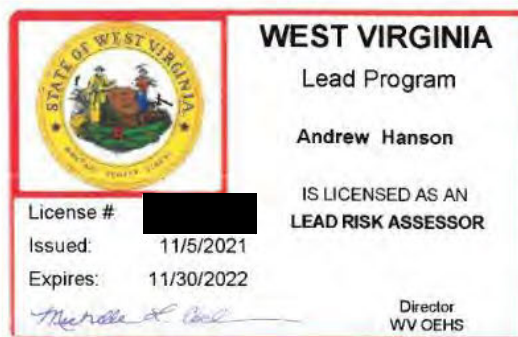 STATE OF WEST VIRGINIA
WEST VIRGINIA
Lead Program
Andrew Hanson
IS LICENSED AS AN
LEAD RISK ASSESSOR
License #
Issued: 11/5/2021
Expires: 11/30/2022
Director
WV OEHS